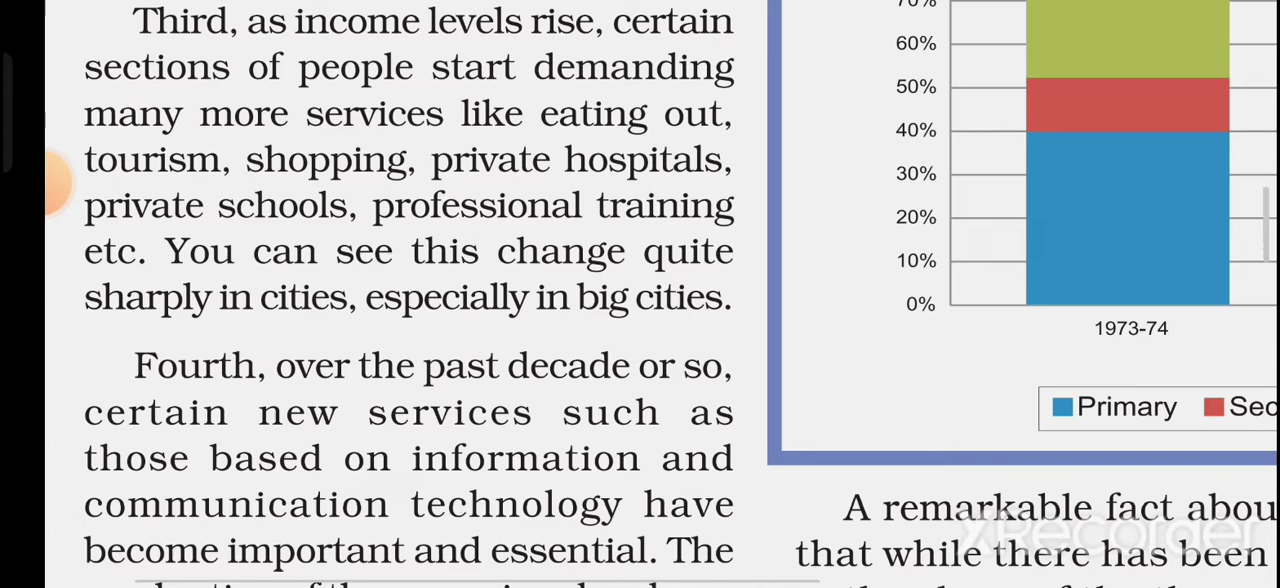 Third, as income levels rise, certain
sections of people start demanding
many more services like eating out,
tourism, shopping, private hospitals,
private schools, professional training
etc. You can see this change quite
sharply in cities, especially in big cities.
Fourth, over the past decade or so,
certain new services such as
those based on information and
communication technology have
become important and essential. The
70%
60%
50%
40%
30%
20%
10%
0%
1973-74
Primary Sec
A remarkable fact abou
that while there has been
XRecorder